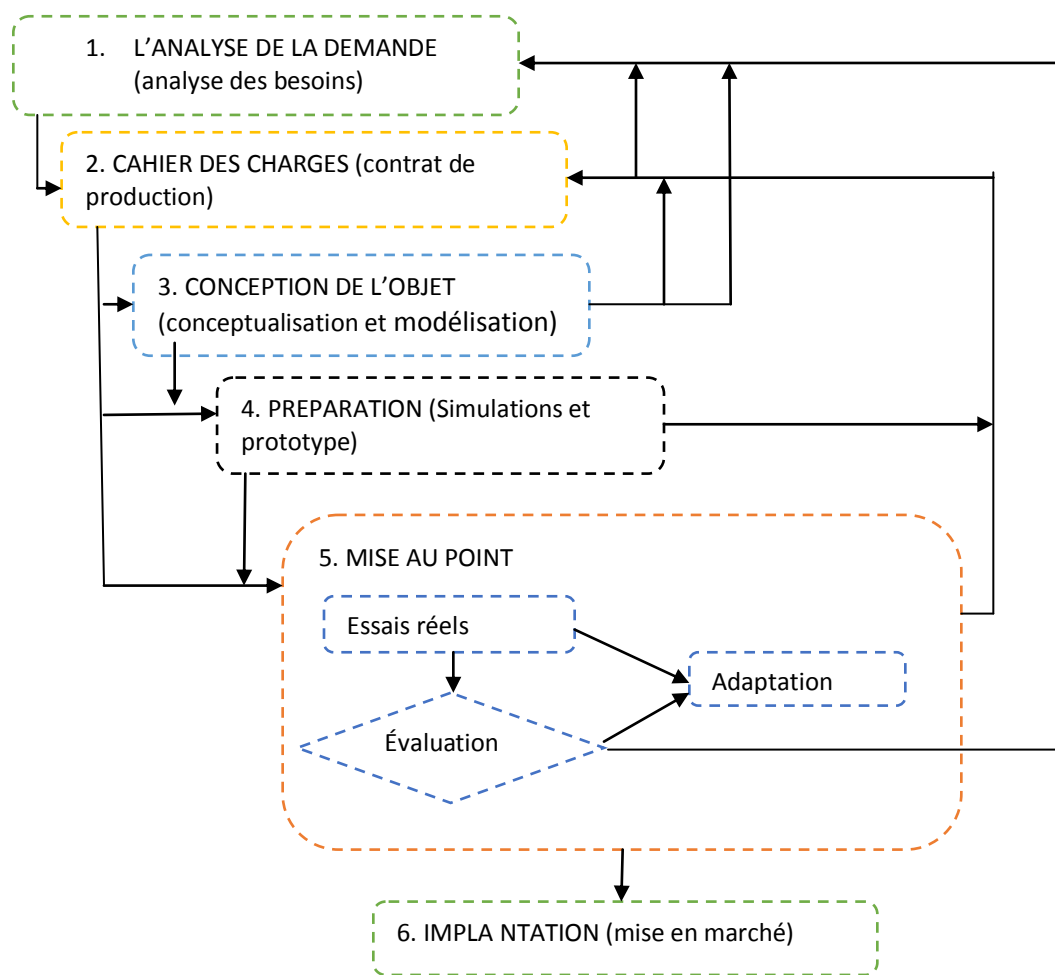 1. L’ANALYSE DE LA DEMANDE
(analyse des besoins)
2. CAHIER DES CHARGES (contrat de
production)
3. CONCEPTION DE L’OBJET
(conceptualisation et modélisation)
4. PREPARATION (Simulations et
prototype)
5. MISE AU POINT
Essais réels
Adaptation
Évaluation
6. IMPLA NTATION (mise en marché)